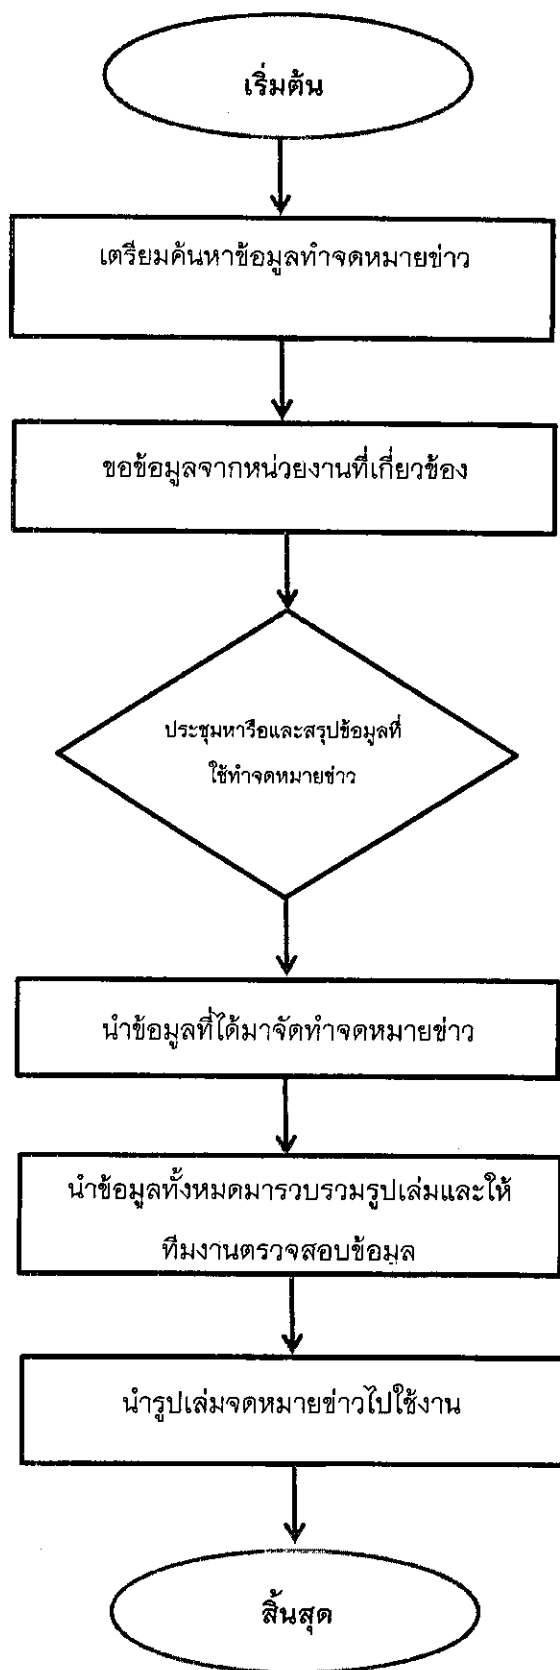 เริ่มต้น
เตรียมค้นหาข้อมูลทำจดหมายข่าว
ขอข้อมูลจากหน่วยงานที่เกี่ยวข้อง
ประชุมหารือและสรุปข้อมูลที่
ใช้ทำจดหมายข่าว
นำข้อมูลที่ได้มาจัดทำจดหมายข่าว
นำข้อมูลทั้งหมดมารวบรวมรูปเล่มและให้
ทีมงานตรวจสอบข้อมูล
นำรูปเล่มจดหมายข่าวไปใช้งาน
สิ้นสุด